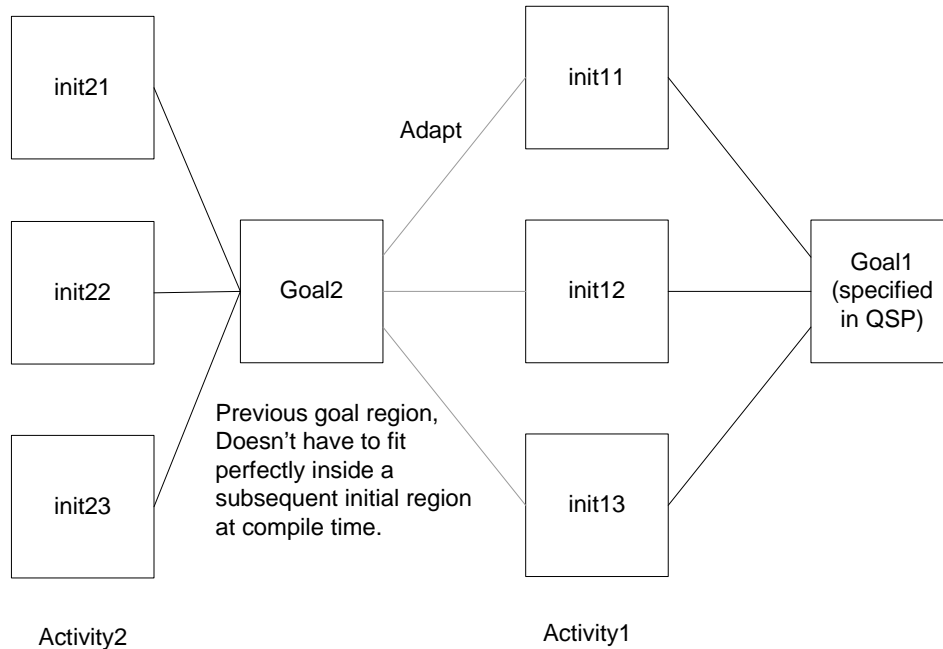 init21
init11
Adapt
init22
Goal2
init12
Goal1
(specified
in QSP)
Previous goal region,
Doesn’t have to fit
perfectly inside a
subsequent initial region
at compile time.
init23
init13
Activity2
Activity1